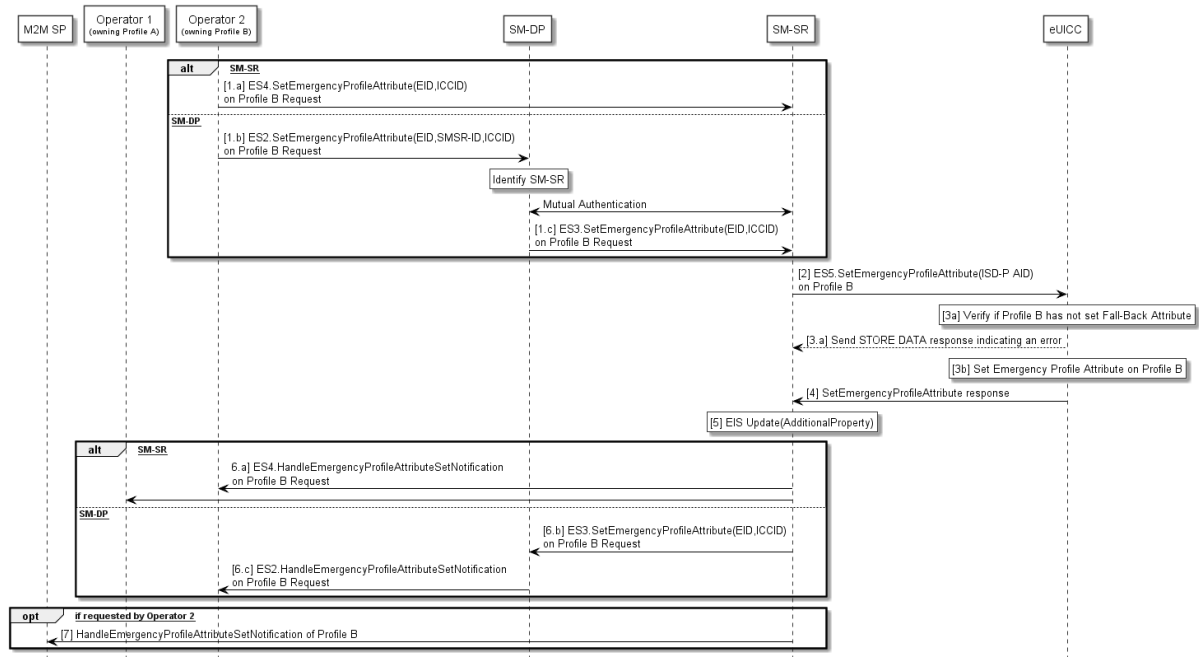 M2M SP
Operator 1
(owning Profile A)
Operator 2
(owning Profile B)
SM-DP
SM-SR
eUICC
alt
SM-SR
[1.a] ES4.SetEmergencyProfileAttribute(EID,ICCID)
on Profile B Request
SM-DP
[1.b] ES2.SetEmergencyProfileAttribute(EID,SMSR-ID,ICCID)
on Profile B Request
Identify SM-SR
Mutual Authentication
[1.c] ES3.SetEmergencyProfileAttribute(EID,ICCID)
on Profile B Request
[2] ES5.SetEmergencyProfileAttribute(ISD-P AID)
on Profile B
[3a] Verify if Profile B has not set Fall-Back Attribute
[3.a] Send STORE DATA response indicating an error
[3b] Set Emergency Profile Attribute on Profile B
[4] SetEmergencyProfileAttribute response
[5] EIS Update(AdditionalProperty)
alt
SM-SR
6.a] ES4.HandleEmergencyProfileAttributeSetNotification
on Profile B Request
SM-DP
[6.b] ES3.SetEmergencyProfileAttribute(EID,ICCID)
on Profile B Request
[6.c] ES2.HandleEmergencyProfileAttributeSetNotification
on Profile B Request
opt
if requested by Operator 2
[7] HandleEmergencyProfileAttributeSetNotification of Profile B